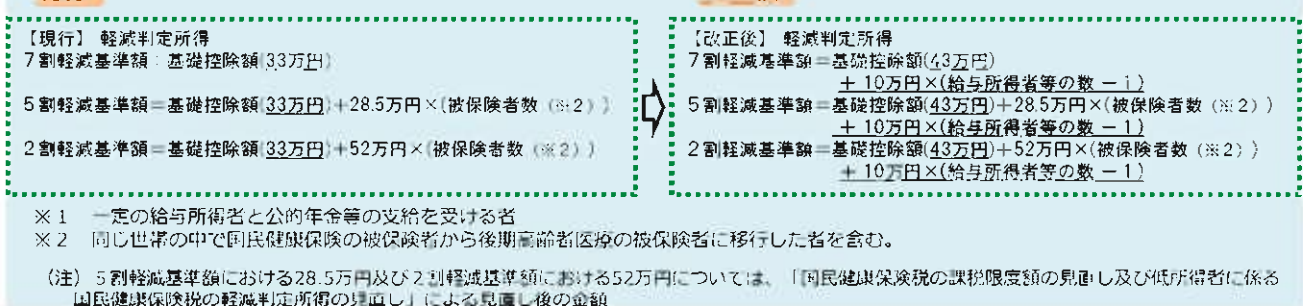 【現行】 軽減判定所得
7割軽減基準額：基礎控除額(33万円)
5割軽減基準額＝基礎控除額(33万円)＋28.5万円×(被保険者数（※2）)
2割軽減基準額＝基礎控除額(33万円)＋52万円×(被保険者数（※2）)
【改正後】 軽減判定所得
7割軽減基準額＝基礎控除額(43万円)
＋10万円×(給与所得者等の数－1)
5割軽減基準額＝基礎控除額(43万円)＋28.5万円×(被保険者数（※2）)
＋10万円×(給与所得者等の数－1)
2割軽減基準額＝基礎控除額(43万円)＋52万円×(被保険者数（※2）)
＋10万円×(給与所得者等の数－1)
※1 一定の給与所得者と公的年金等の支給を受ける者
※2 同じ世帯の中で国民健康保険の被保険者から後期高齢者医療の被保険者に移行した者を含む。
（注）5割軽減基準額における28.5万円及び2割軽減基準額における52万円については、「国民健康保険税の課税限度額の見直し及び低所得者に係る
国民健康保険税の軽減判定所得の見直し」による見直し後の金額